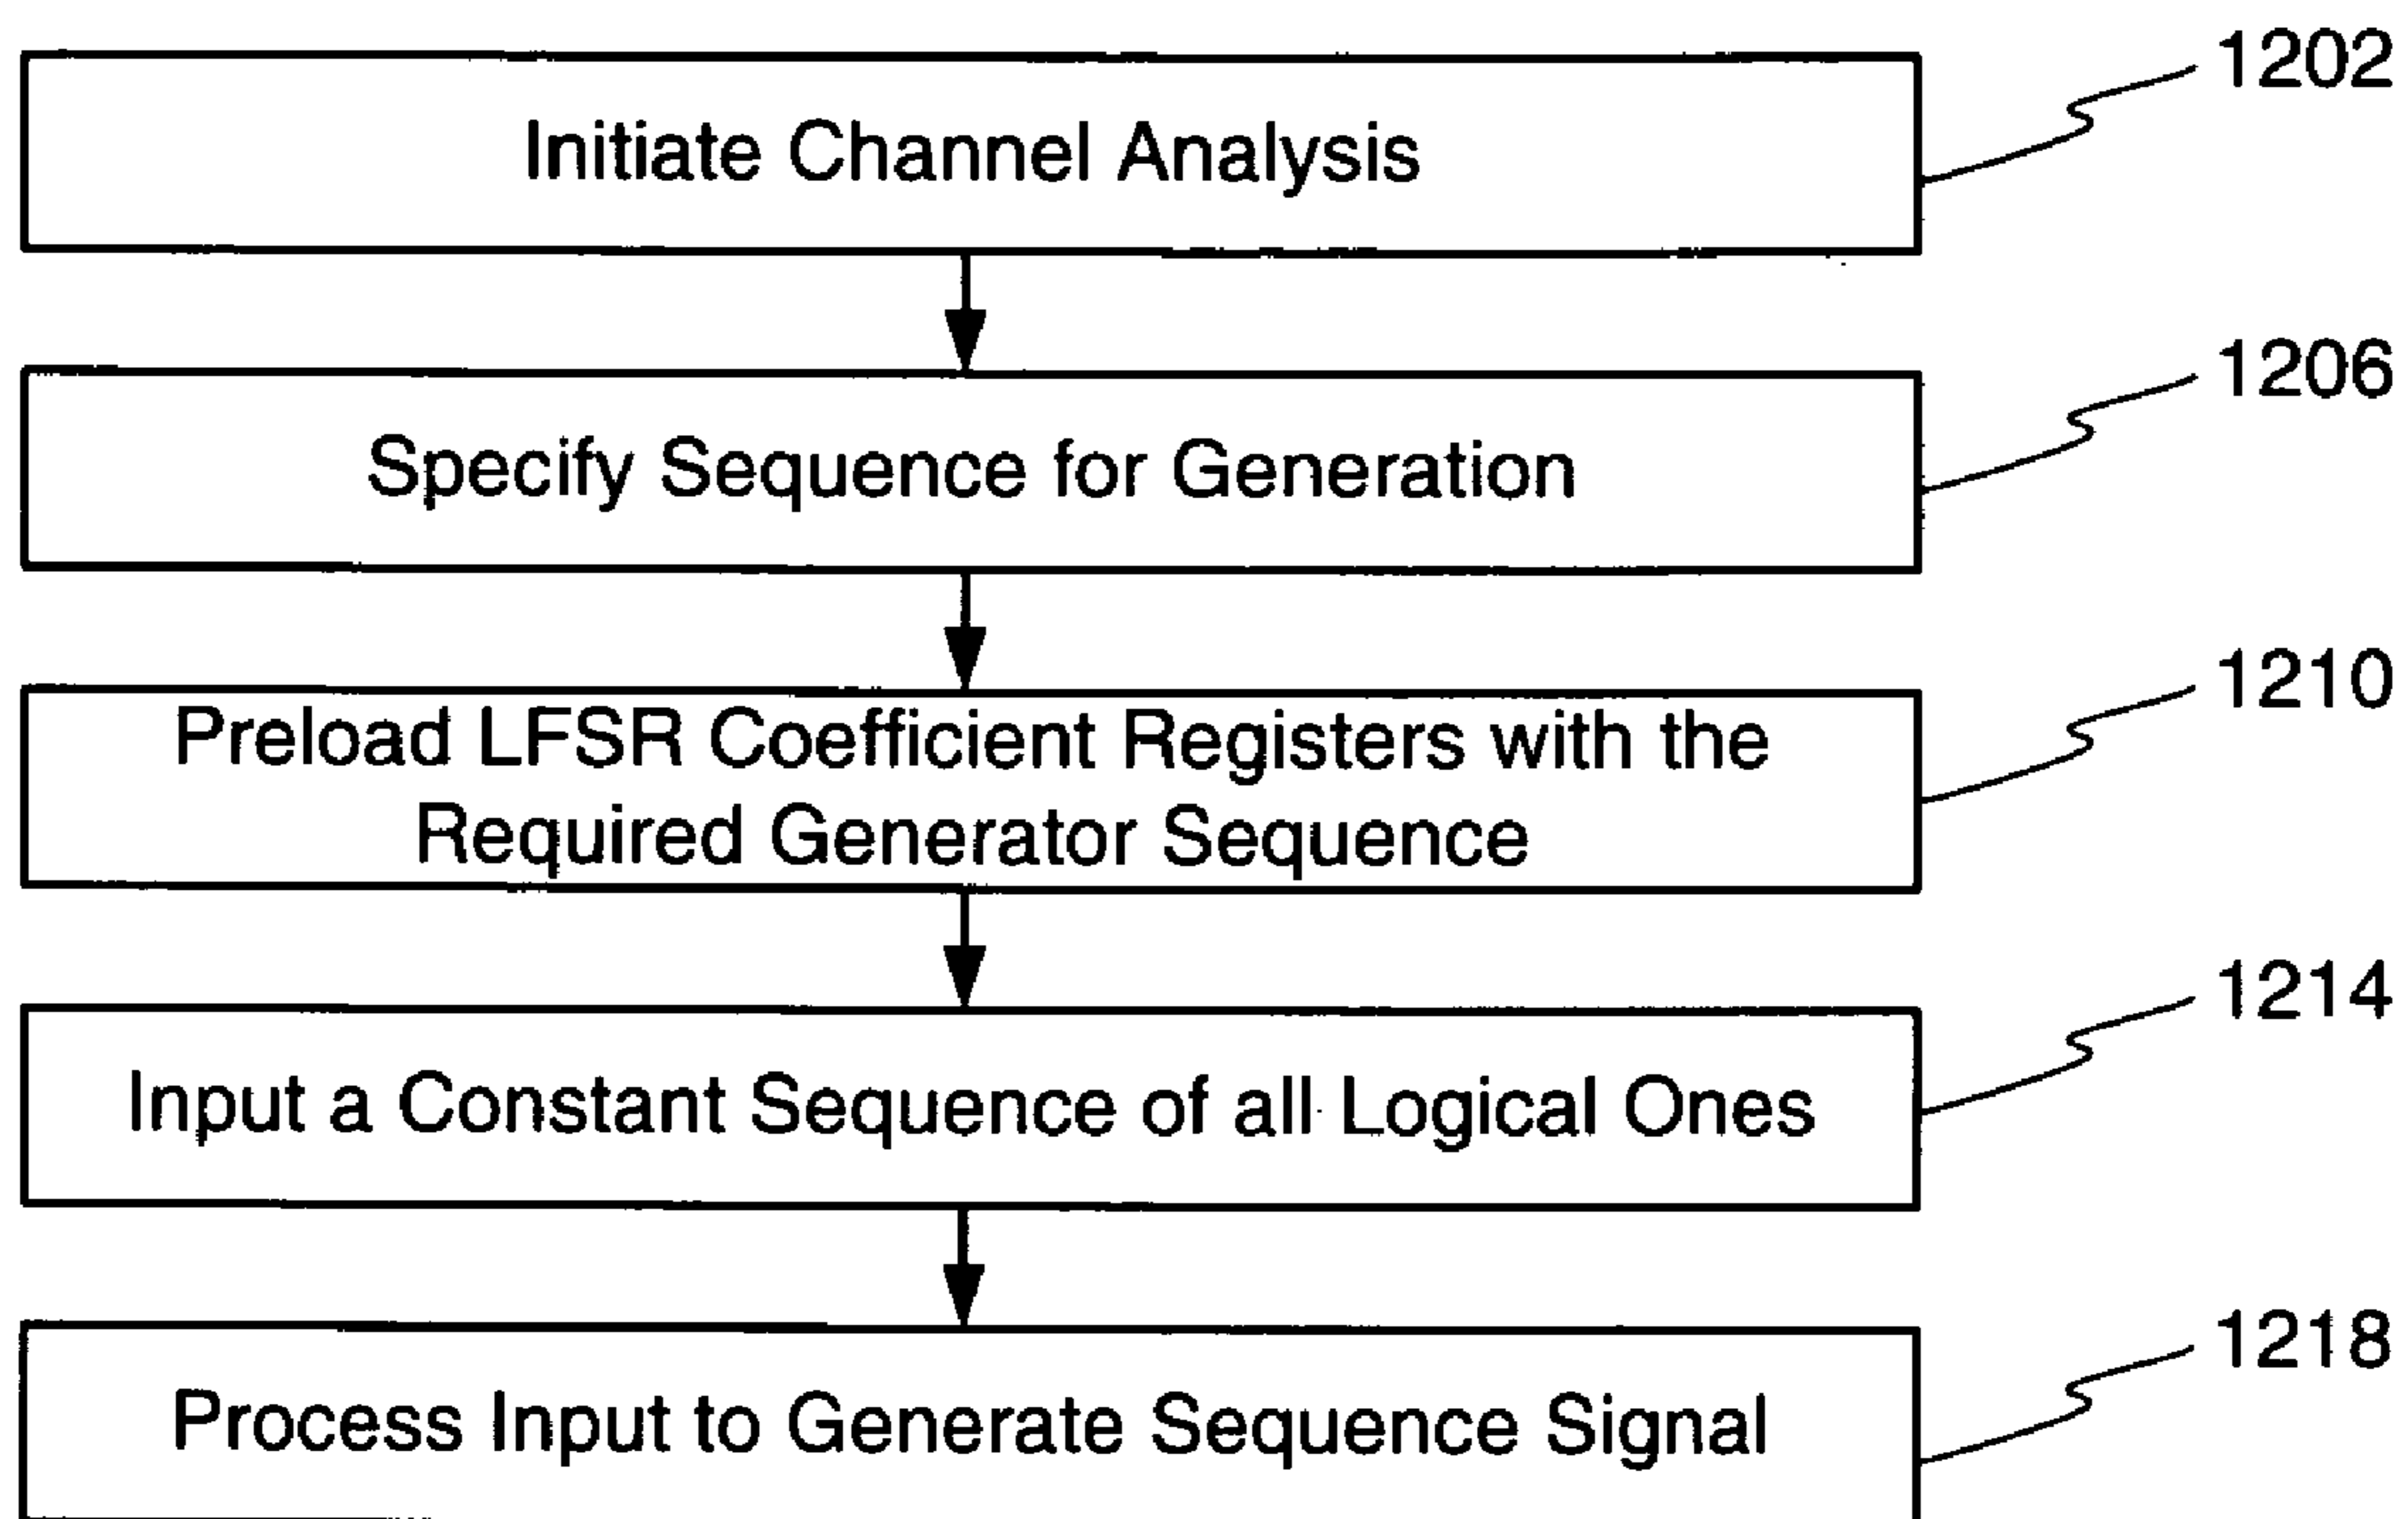 1202
Initiate Channel Analysis
1206
Specify Sequence for Generation
1210
Preload LFSR Coefficient Registers with the
Required Generator Sequence
1214
Input a Constant Sequence of all Logical Ones
1218
Process Input to Generate Sequence Signal